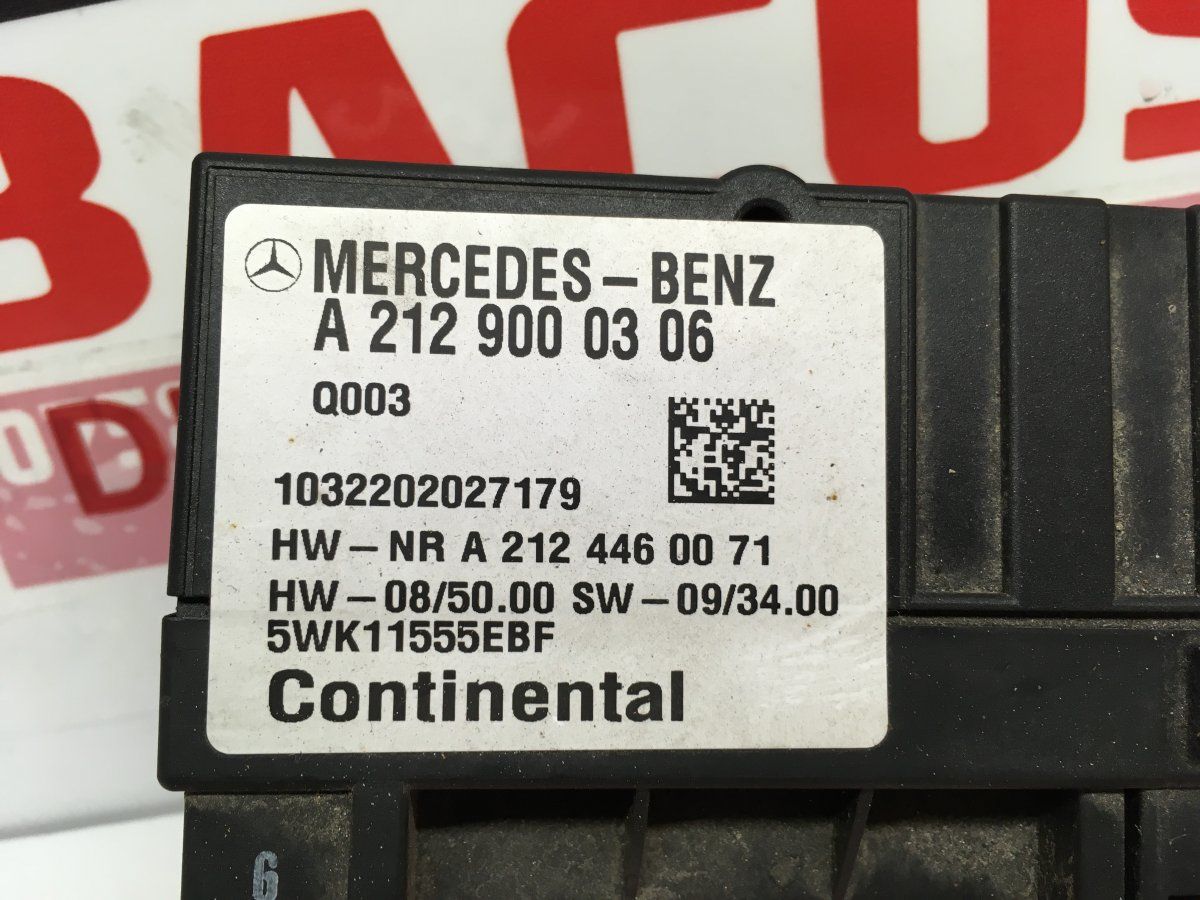 BACOS
MERCEDES-BENZ
A 212 900 03 06
Q003
1032202027179
HW-NR A 212 446 00 71
HW-08/50.00 SW-09/34.00
5WK11555EBF
Continental
6